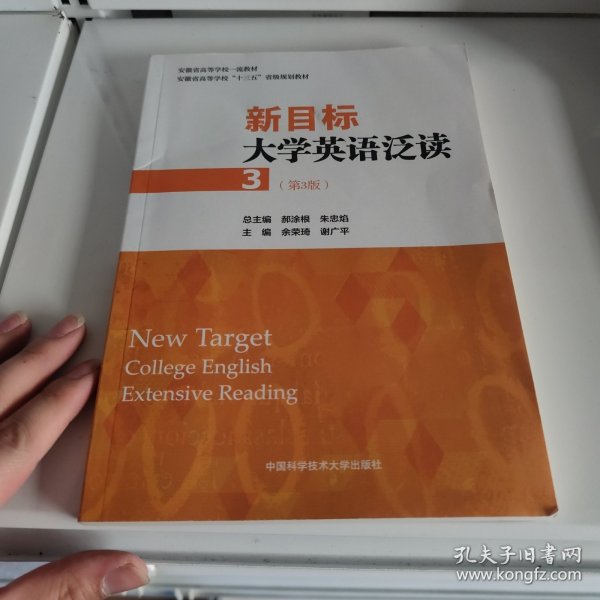 安徽省高等学校一流教材
安徽省高等学校“十三五”省级规划教材
新目标
大学英语泛读
3（第3版）
总主编 郝涂根 朱忠焰
主 编 余荣琦 谢广平
New Target
College English
Extensive Reading
中国科学技术大学出版社
孔夫子旧书网
www.kongfz.com